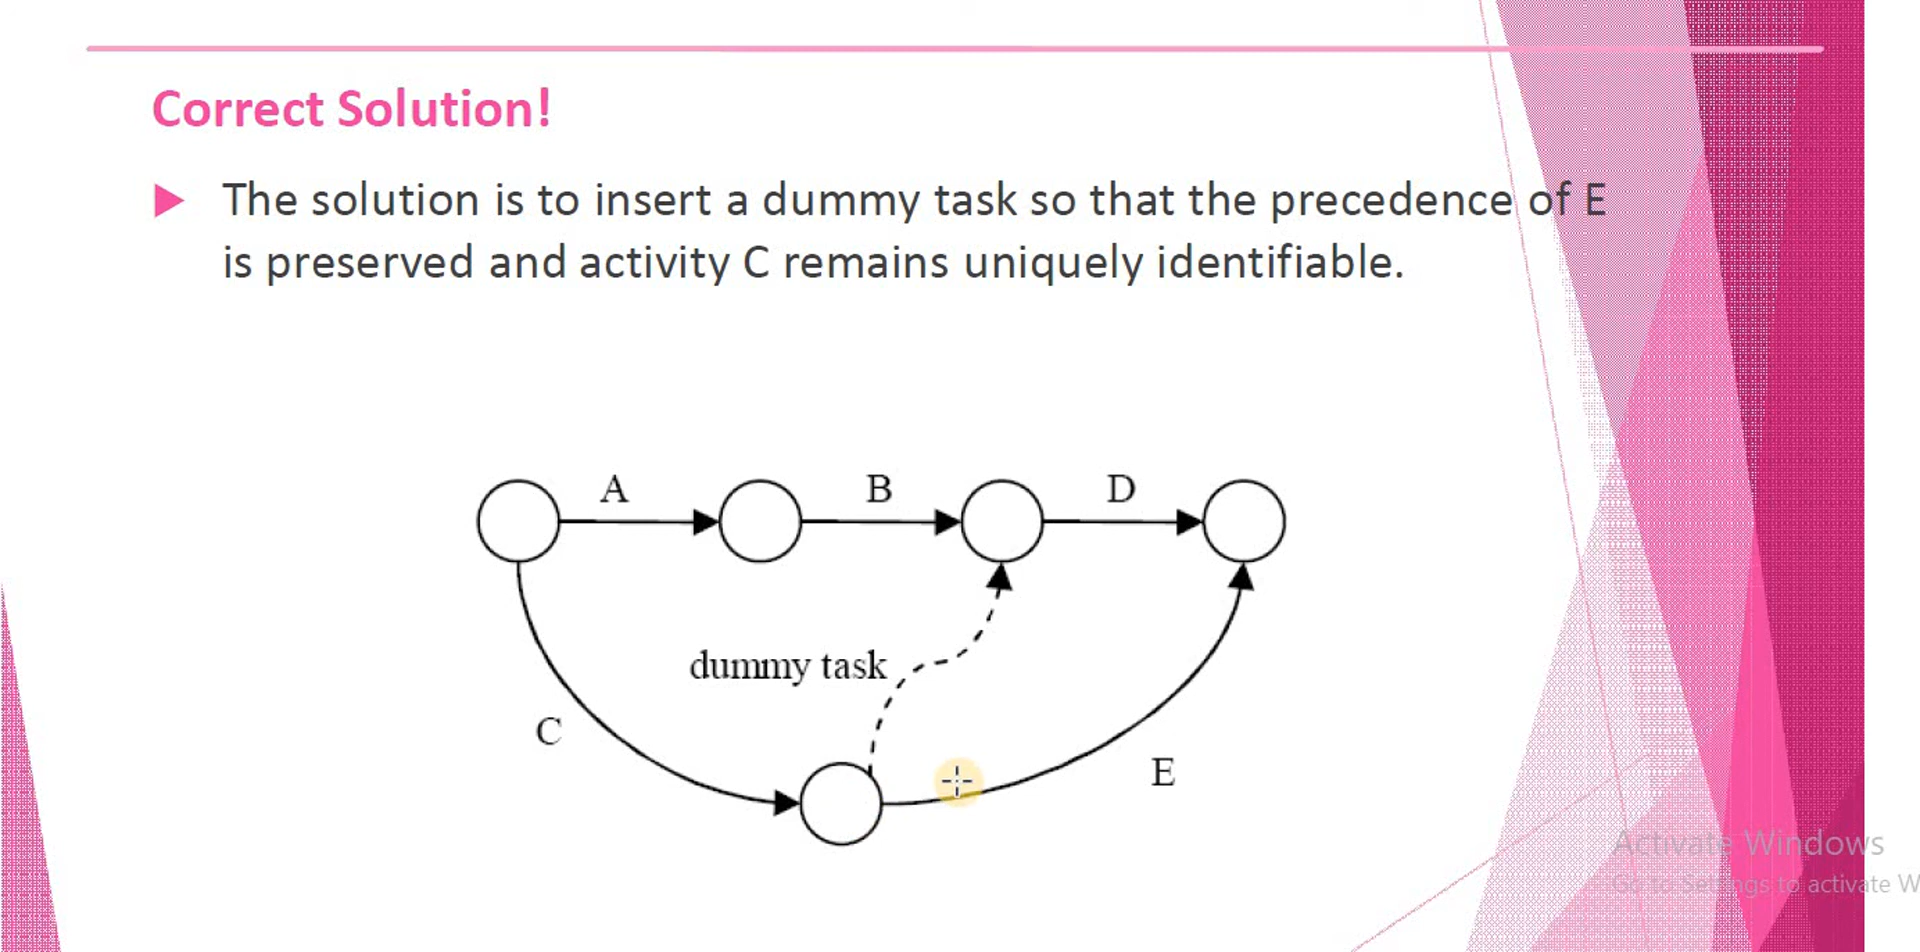 Correct Solution!
The solution is to insert a dummy task so that the precedence of E
is preserved and activity C remains uniquely identifiable.
A
B
D
dummy task
C
E
Activate Windows
Go to Settings to activate W